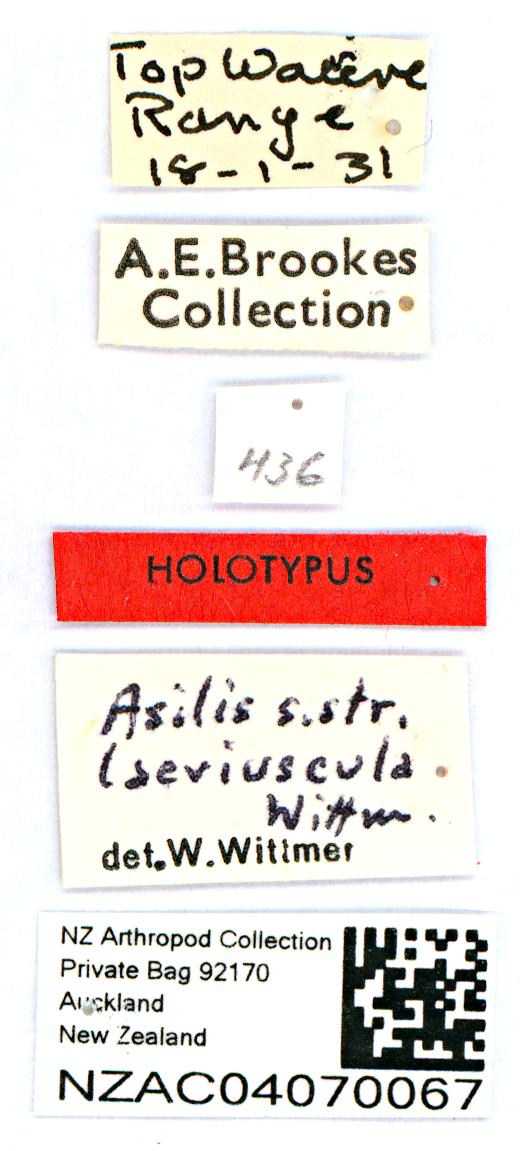 Top
Range
18-1-31
A.E.Brookes
Collection
436
HOLOTYPUS
Asilis s.str.
laeviuscula
Wittm.
det.W.Wittmer
NZ Arthropod Collection
Private Bag 92170
Auckland
New Zealand
NZAC04070067